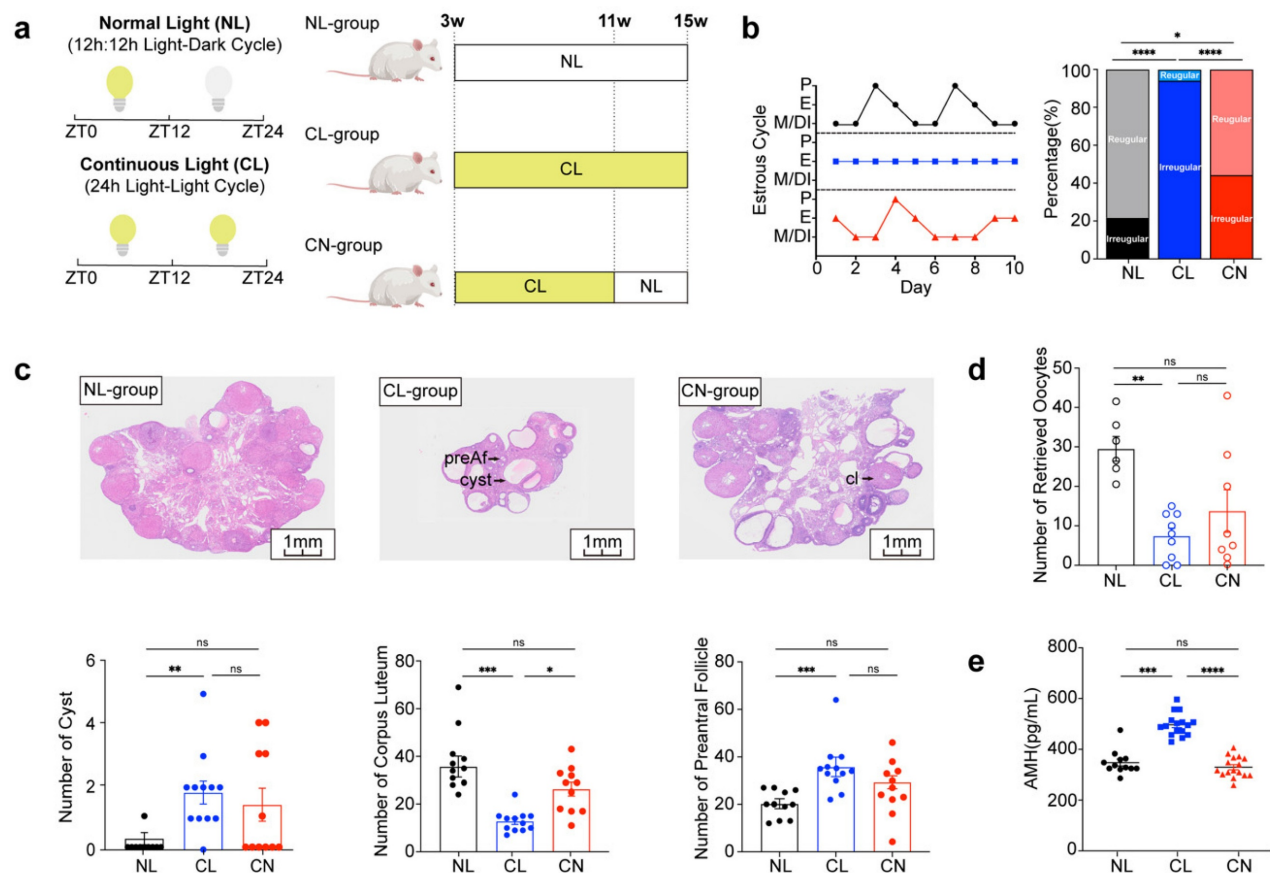 a
Normal Light (NL)
(12h:12h Light-Dark Cycle)
ZT0 ZT12 ZT24
Continuous Light (CL)
(24h Light-Light Cycle)
ZT0 ZT12 ZT24
3w 11w 15w
NL-group
NL
CL-group
CL
CN-group
CL NL
b
Estrous Cycle
P
E
M/DI
P
E
M/DI
P
E
M/DI
0 2 4 6 8 10
Day
*
**** ****
Percentage(%)
100
80
60
40
20
0
Reugular
Irreugular
Reugular
Irreugular
Reugular
Irreugular
NL CL CN
c
NL-group
1mm
CL-group
preAf
cyst
1mm
CN-group
cl
1mm
d
Number of Retrieved Oocytes
50
40
30
20
10
0
ns
** ns
NL CL CN
Number of Cyst
6
4
2
0
ns
** ns
NL CL CN
Number of Corpus Luteum
80
60
40
20
0
ns
*** *
NL CL CN
Number of Preantral Follicle
80
60
40
20
0
ns
*** ns
NL CL CN
e
AMH(pg/mL)
800
600
400
200
ns
*** ****
NL CL CN